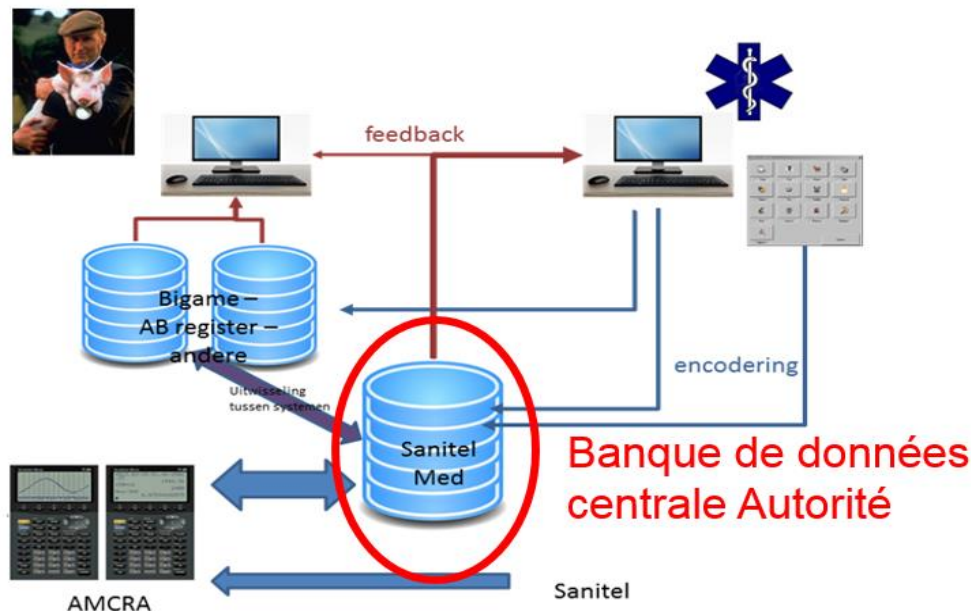 feedback
Bigame –
AB register –
andere
encodering
Uitwisseling
tussen systemen
Sanitel
Med
Banque de données
centrale Autorité
AMCRA
Sanitel